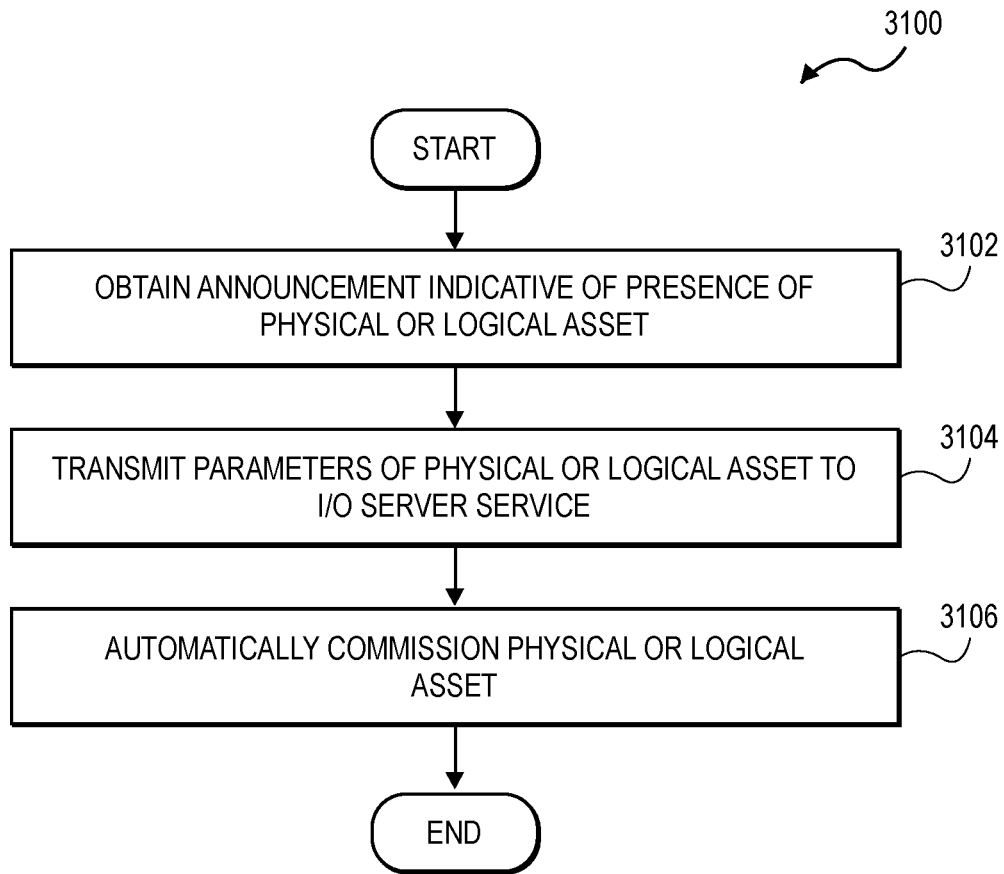 3100
START
3102
OBTAIN ANNOUNCEMENT INDICATIVE OF PRESENCE OF
PHYSICAL OR LOGICAL ASSET
3104
TRANSMIT PARAMETERS OF PHYSICAL OR LOGICAL ASSET TO
I/O SERVER SERVICE
3106
AUTOMATICALLY COMMISSION PHYSICAL OR LOGICAL
ASSET
END